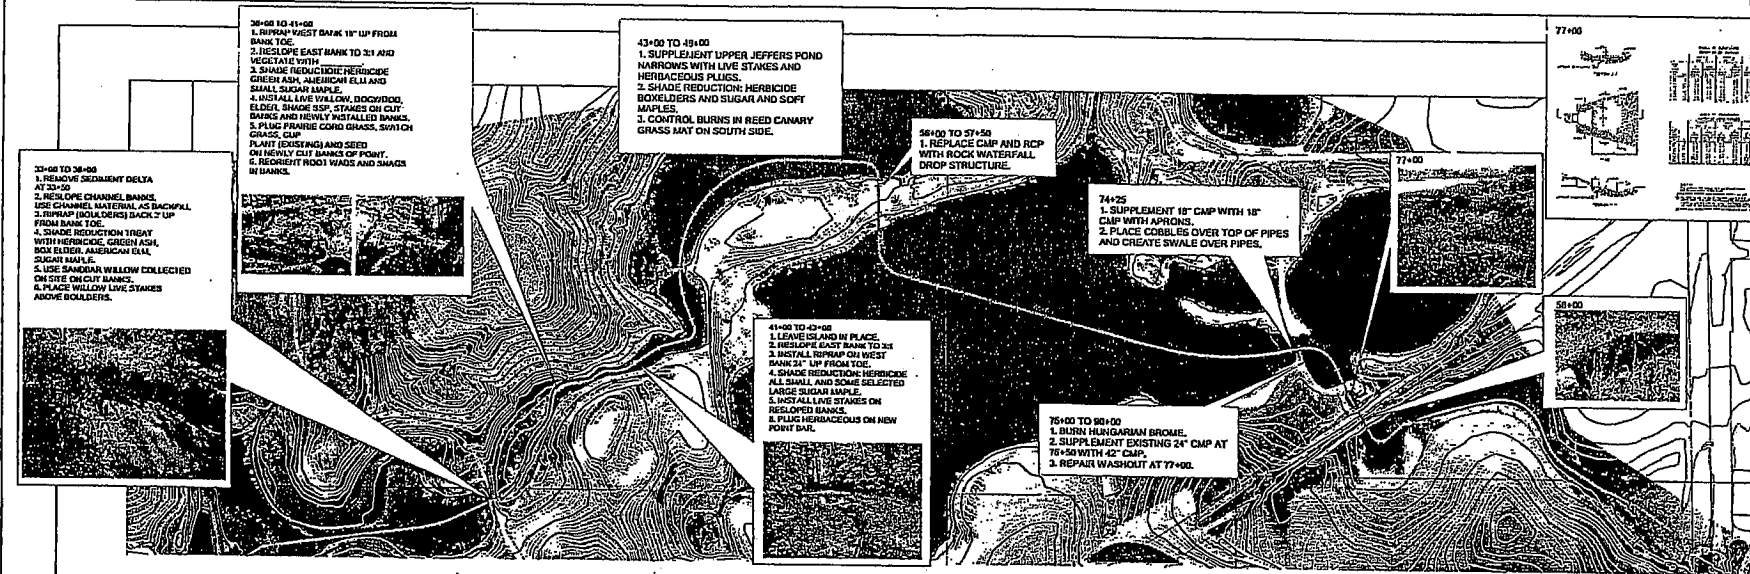 33+00 TO 38+00
1. REMOVE SEDIMENT DELTA
AT 33+50
2. RESLOPE CHANNEL BANKS.
USE CHANNEL MATERIAL AS BACKFILL
3. RIPRAP (BOULDERS) BACK 3' UP
FROM BANK TOE.
4. SHADE REDUCTION TREAT
WITH HERBICIDE, GREEN ASH,
BOX ELDER, AMERICAN ELM,
SUGAR MAPLE.
5. USE SANDBAR WILLOW COLLECTED
ON SITE ON CUT BANKS.
6. PLACE WILLOW LIVE STAKES
ABOVE BOULDERS.
38+00 TO 41+00
1. RIPRAP WEST BANK 18" UP FROM
BANK TOE.
2. RESLOPE EAST BANK TO 3:1 AND
VEGETATE WITH ________.
3. SHADE REDUCTION: HERBICIDE
GREEN ASH, AMERICAN ELM AND
SMALL SUGAR MAPLE.
4. INSTALL LIVE WILLOW, DOGWOOD,
ELDER, SHADE SSP. STAKES ON CUT
BANKS AND NEWLY INSTALLED BANKS.
5. PLUG PRAIRIE CORD GRASS, SWITCH
GRASS, CUP
PLANT (EXISTING) AND SEED
ON NEWLY CUT BANKS OF POINT.
6. REORIENT ROOT WADS AND SNAGS
IN BANKS.
43+00 TO 49+00
1. SUPPLEMENT UPPER JEFFERS POND
NARROWS WITH LIVE STAKES AND
HERBACEOUS PLUGS.
2. SHADE REDUCTION: HERBICIDE
BOXELDERS AND SUGAR AND SOFT
MAPLES.
3. CONTROL BURNS IN REED CANARY
GRASS MAT ON SOUTH SIDE.
56+00 TO 57+50
1. REPLACE CMP AND RCP
WITH ROCK WATERFALL
DROP STRUCTURE.
41+00 TO 43+00
1. LEAVE ISLAND IN PLACE.
2. RESLOPE EAST BANK TO 3:1
3. INSTALL RIPRAP ON WEST
BANK 24" UP FROM TOE.
4. SHADE REDUCTION: HERBICIDE
ALL SMALL AND SOME SELECTED
LARGE SUGAR MAPLE.
5. INSTALL LIVE STAKES ON
RESLOPED BANKS.
6. PLUG HERBACEOUS ON NEW
POINT BAR.
74+25
1. SUPPLEMENT 18" CMP WITH 18"
CMP WITH APRONS.
2. PLACE COBBLES OVER TOP OF PIPES
AND CREATE SWALE OVER PIPES.
75+00 TO 90+00
1. BURN HUNGARIAN BROME.
2. SUPPLEMENT EXISTING 24" CMP AT
76+50 WITH 42" CMP.
3. REPAIR WASHOUT AT 77+00.
77+00
77+00
58+00